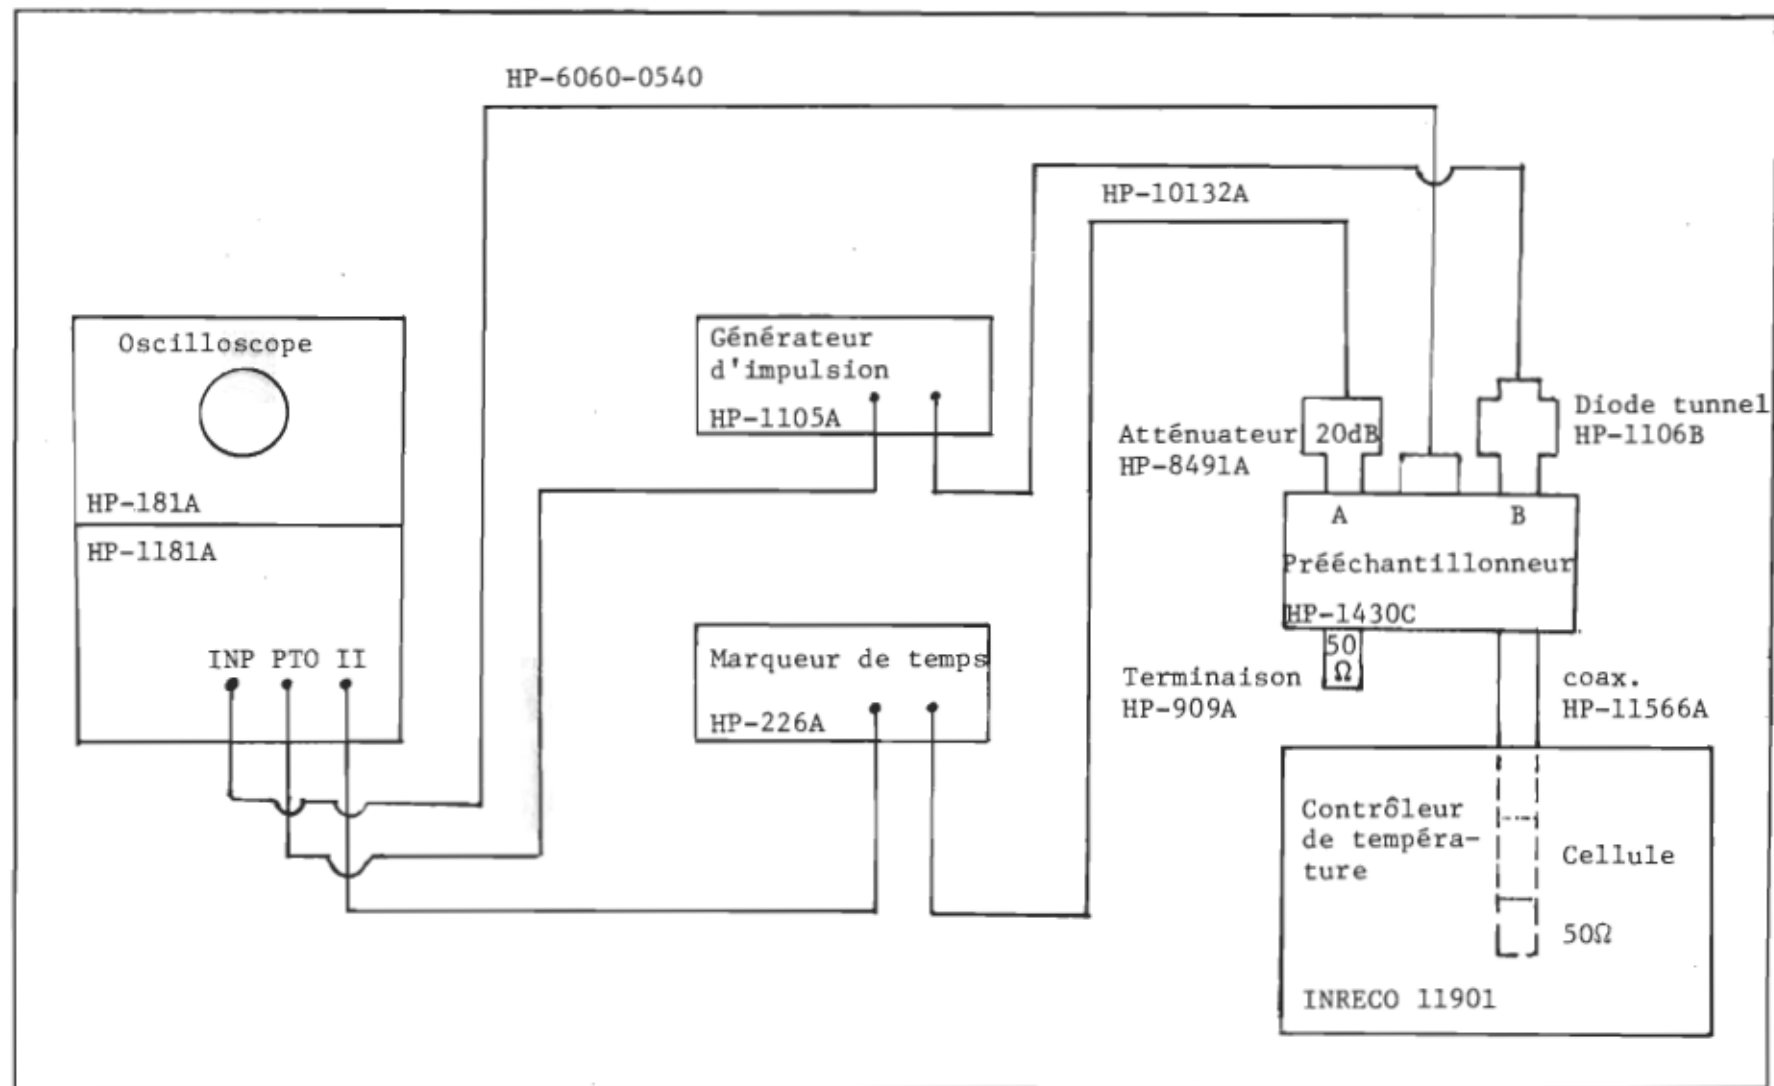 HP-6060-0540
HP-10132A
Oscilloscope
HP-181A
HP-1181A
INP PTO II
Générateur
d'impulsion
HP-1105A
Marqueur de temps
HP-226A
Atténuateur
HP-8491A
20dB
Diode tunnel
HP-1106B
A
B
Prééchantillonneur
HP-1430C
50
Ω
Terminaison
HP-909A
coax.
HP-11566A
Contrôleur
de tempéra-
ture
Cellule
50Ω
INRECO 11901